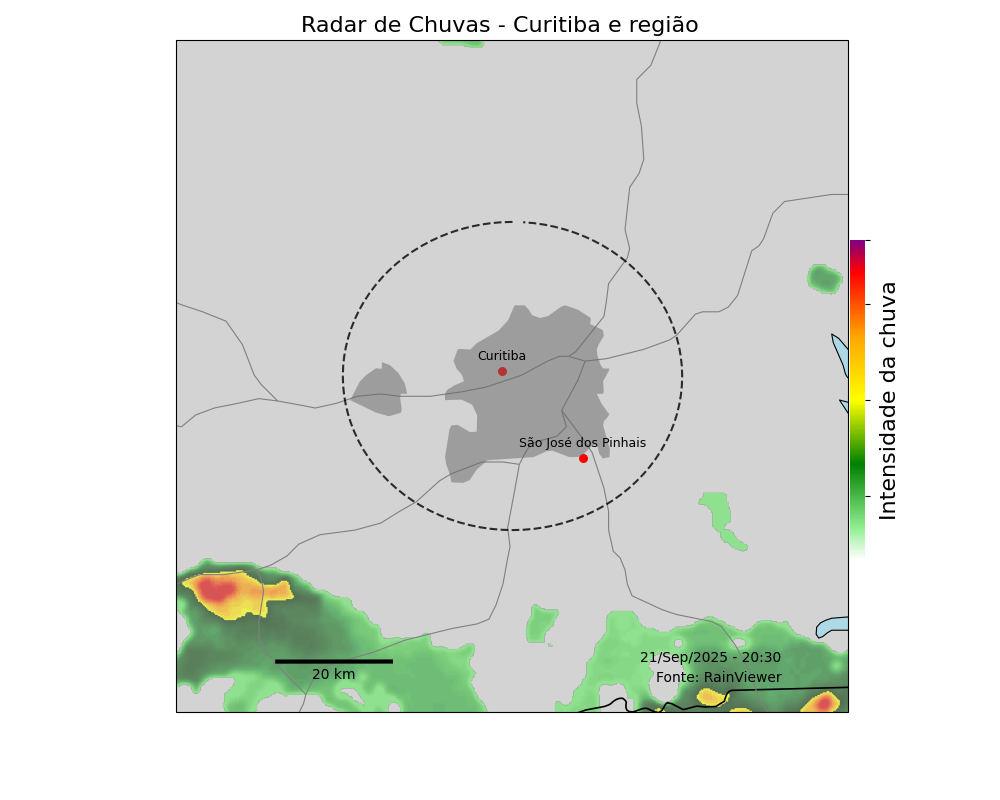 Radar de Chuvas - Curitiba e região
Curitiba
São José dos Pinhais
Intensidade da chuva
21/Sep/2025 - 20:30
20 km
Fonte: RainViewer